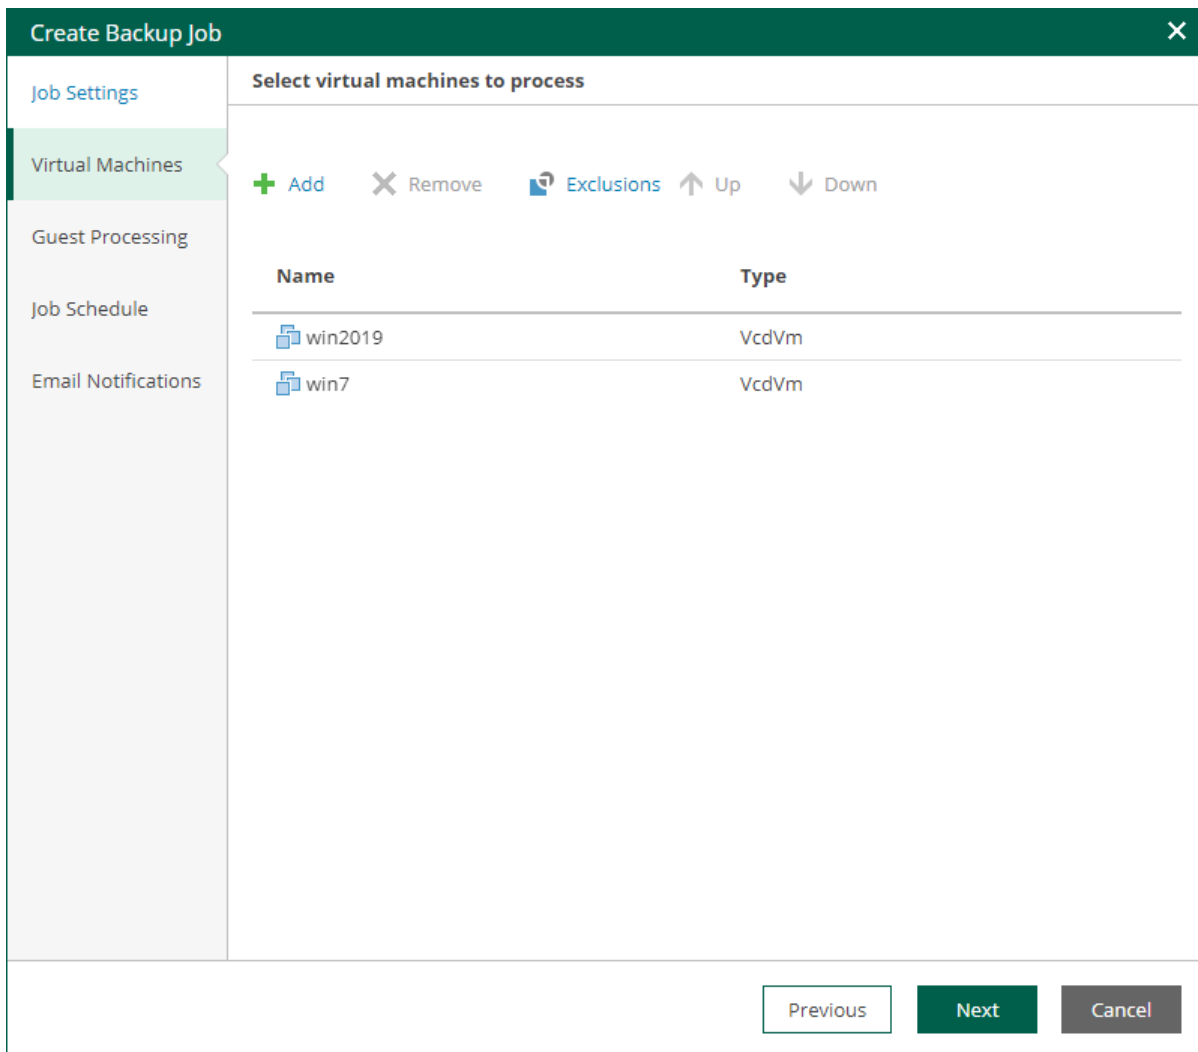 Create Backup Job
Job Settings
Select virtual machines to process
Virtual Machines
Add Remove Exclusions Up Down
Guest Processing
Name Type
Job Schedule
win2019 VcdVm
Email Notifications
win7 VcdVm
Previous Next Cancel